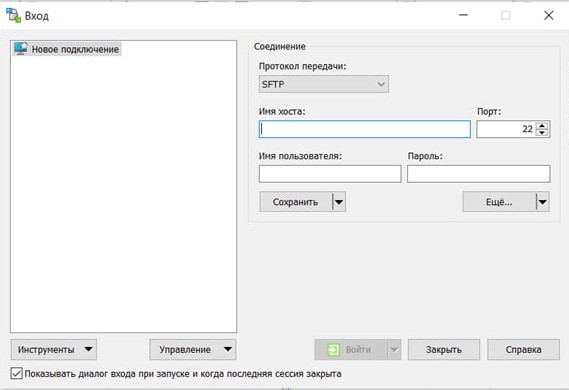 Вход
Новое подключение
Соединение
Протокол передачи:
SFTP
Имя хоста: Порт:
22
Имя пользователя: Пароль:
Сохранить Ещё...
Инструменты Управление Войти Закрыть Справка
Показывать диалог входа при запуске и когда последняя сессия закрыта